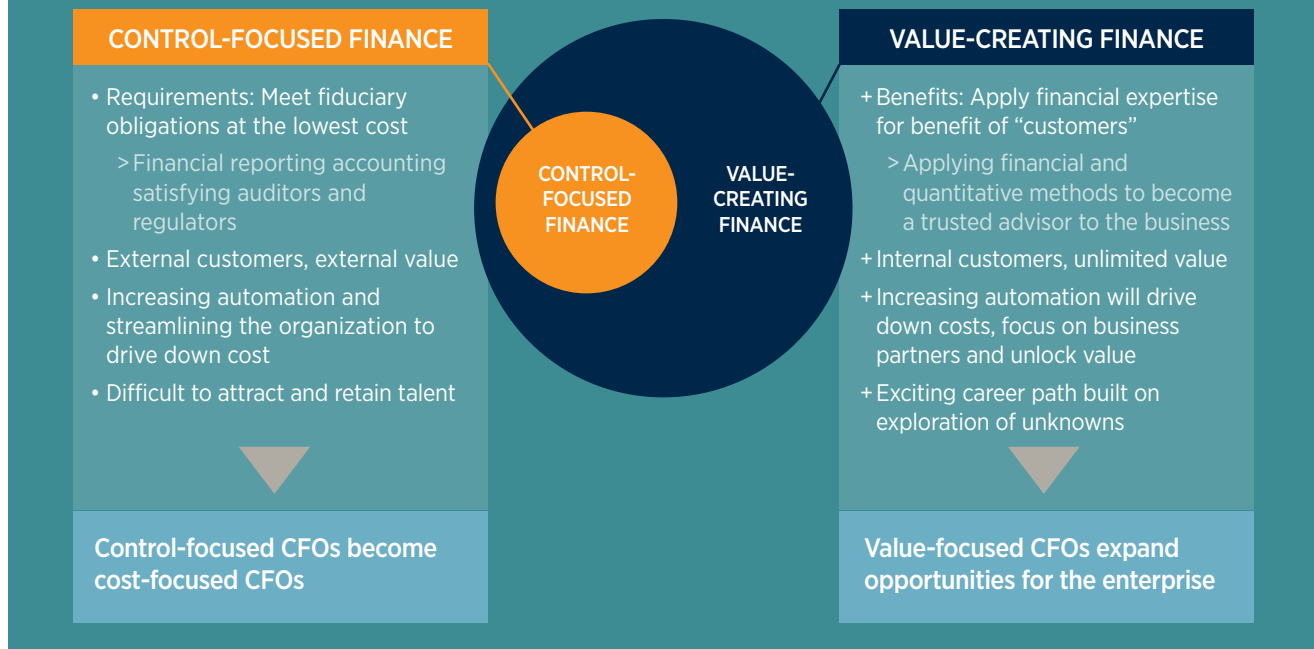 CONTROL-FOCUSED FINANCE
• Requirements: Meet fiduciary
obligations at the lowest cost
> Financial reporting accounting
satisfying auditors and
regulators
• External customers, external value
• Increasing automation and
streamlining the organization to
drive down cost
• Difficult to attract and retain talent
Control-focused CFOs become
cost-focused CFOs
CONTROL-
FOCUSED
FINANCE
VALUE-
CREATING
FINANCE
VALUE-CREATING FINANCE
+ Benefits: Apply financial expertise
for benefit of “customers”
> Applying financial and
quantitative methods to become
a trusted advisor to the business
+ Internal customers, unlimited value
+ Increasing automation will drive
down costs, focus on business
partners and unlock value
+ Exciting career path built on
exploration of unknowns
Value-focused CFOs expand
opportunities for the enterprise